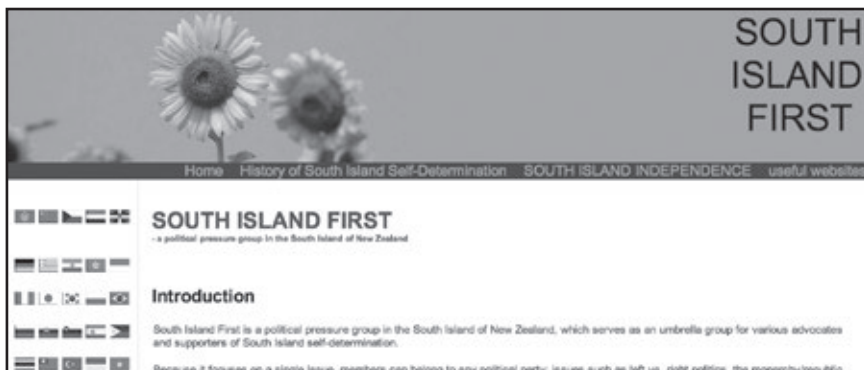 SOUTH
ISLAND
FIRST
Home History of South Island Self-Determination SOUTH ISLAND INDEPENDENCE useful websites
SOUTH ISLAND FIRST
- a political pressure group in the South Island of New Zealand
Introduction
South Island First is a political pressure group in the South Island of New Zealand, which serves as an umbrella group for various advocates
and supporters of South Island self-determination.
Because it focuses on a single issue, members can belong to any political party; issues such as left vs. right politics, the monarchy/republic